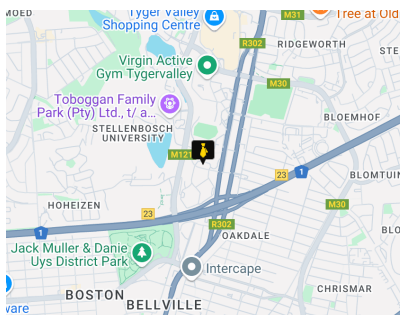 MOED
Tyger Valley
Shopping Centre
M31
Tree at Old
R302
RIDGEWORTH
Virgin Active
Gym Tygervalley
M30
Toboggan Family
Park (Pty) Ltd., t/ a...
BLOEMHOF
STELLENBOSCH
UNIVERSITY
M121
23
1
BLOMTUIN
HOHEIZEN
23
M30
1
R302
OAKDALE
BLO
Jack Muller & Danie
Uys District Park
Intercape
CHRISMAR
BOSTON
ware
BELLVILLE